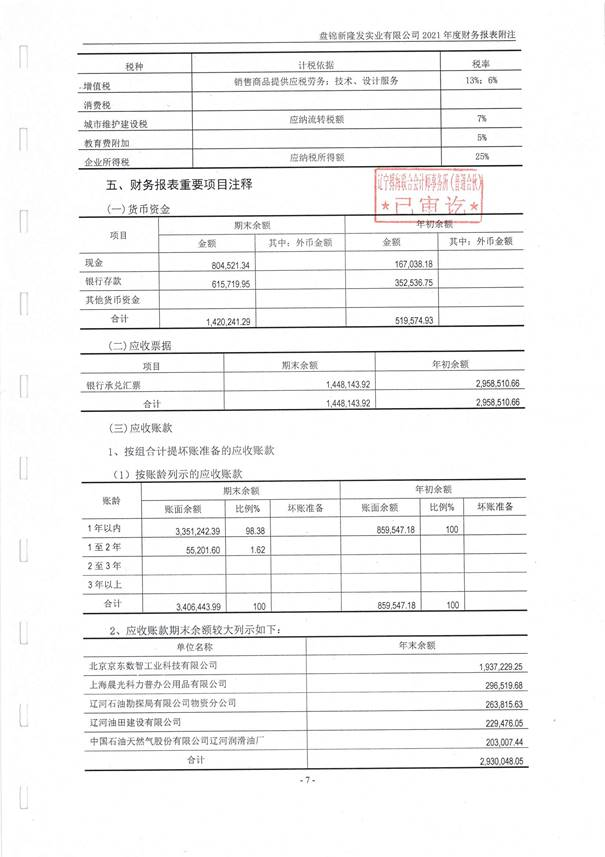 盘锦新隆发实业有限公司 2021 年度财务报表附注
税种 计税依据 税率
增值税 销售商品提供应税劳务；技术、设计服务 13%；6%
消费税
城市维护建设税 应纳流转税额 7%
教育费附加 5%
企业所得税 应纳税所得额 25%
五、财务报表重要项目注释
联合会计师事务所（普通合伙）
★已审讫★
（一）货币资金
项目 期末余额 年初余额
金额 其中：外币金额 金额 其中：外币金额
现金 804,521.34 167,038.18
银行存款 615,719.95 352,536.75
其他货币资金
合计 1,420,241.29 519,574.93
（二）应收票据
项目 期末余额 年初余额
银行承兑汇票 1,448,143.92 2,958,510.66
合计 1,448,143.92 2,958,510.66
（三）应收账款
1、按组合计提坏账准备的应收账款
（1）按账龄列示的应收账款
账龄 期末余额 年初余额
账面余额 比例% 坏账准备 账面余额 比例% 坏账准备
1 年以内 3,351,242.39 98.38 859,547.18 100
1 至 2 年 55,201.60 1.62
2 至 3 年
3 年以上
合计 3,406,443.99 100 859,547.18 100
2、应收账款期末余额较大列示如下：
单位名称 年末余额
北京京东数智工业科技有限公司 1,937,229.25
上海晨光科力普办公用品有限公司 296,519.68
辽河石油勘探局有限公司物资分公司 263,815.63
辽河油田建设有限公司 229,476.05
中国石油天然气股份有限公司辽河润滑油厂 203,007.44
合计 2,930,048.05
- 7 -